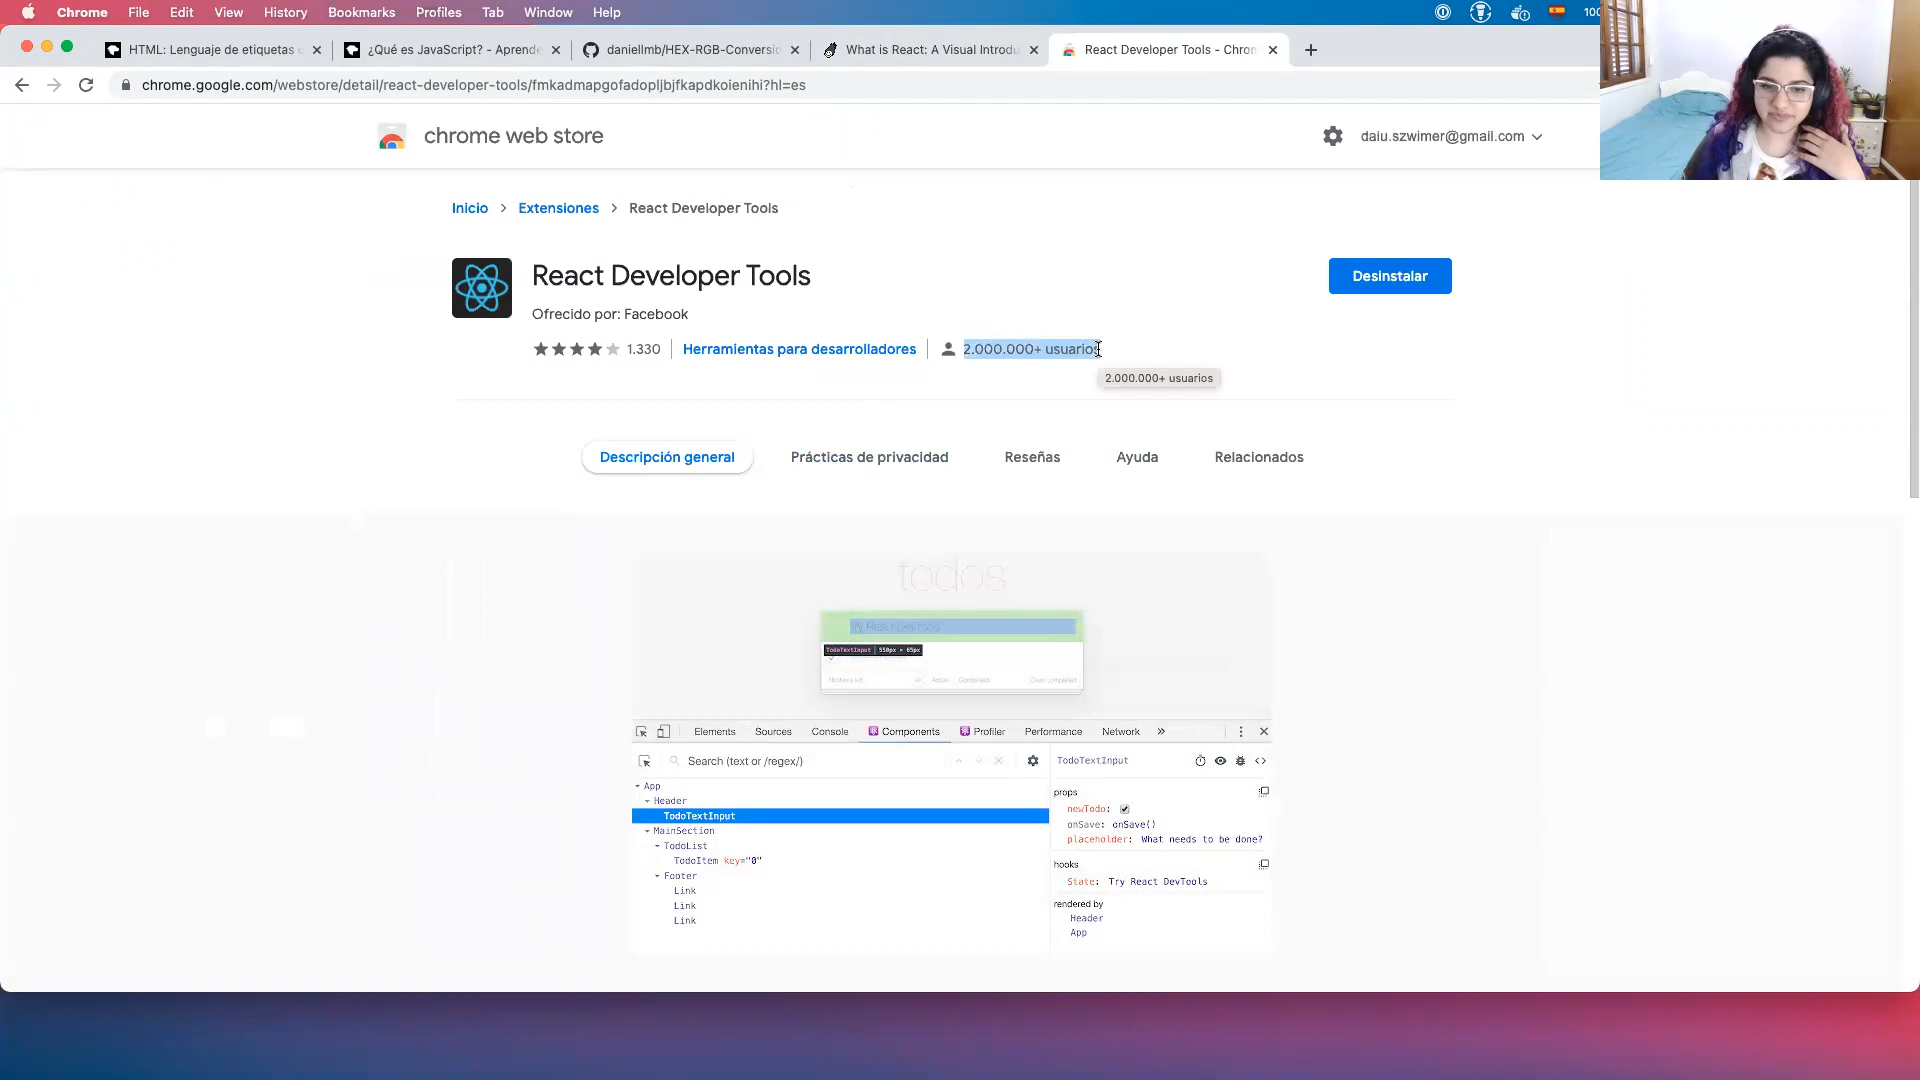 Chrome File Edit View History Bookmarks Profiles Tab Window Help
HTML: Lenguaje de etiquetas
¿Qué es JavaScript? - Aprende
daniellmb/HEX-RGB-Conversio
What is React: A Visual Introdu
React Developer Tools - Chron
chrome.google.com/webstore/detail/react-developer-tools/fmkadmapgofadopljbjfkapdkoienihi?hl=es
chrome web store
daiu.szwimer@gmail.com
Inicio > Extensiones > React Developer Tools
React Developer Tools
Desinstalar
Ofrecido por: Facebook
1.330 Herramientas para desarrolladores 2.000.000+ usuarios
2.000.000+ usuarios
Descripción general Prácticas de privacidad Reseñas Ayuda Relacionados
todos
TodoTextInput | 550px × 65px
Elements Sources Console Components Profiler Performance Network »
Search (text or /regex/)
TodoTextInput
App
Header
TodoTextInput
MainSection
TodoList
TodoItem key="0"
Footer
Link
Link
Link
props
newTodo:
onSave: onSave()
placeholder: What needs to be done?
hooks
State: Try React DevTools
rendered by
Header
App